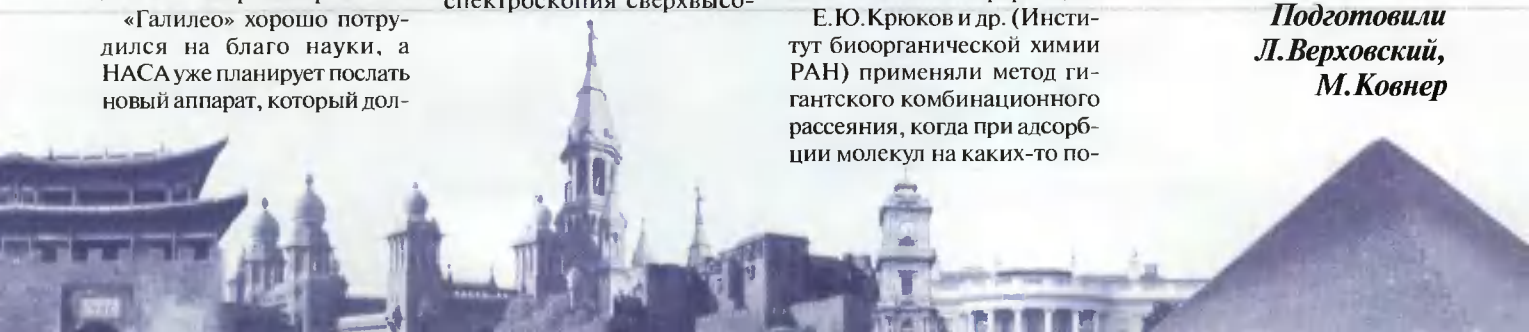 «Галилео» хорошо потру-
дился на благо науки, а
НАСА уже планирует послать
новый аппарат, который дол-
спектроскопия сверхвысо-
Е.Ю.Крюков и др. (Инсти-
тут биоорганической химии
РАН) применяли метод ги-
гантского комбинационного
рассеяния, когда при адсорб-
ции молекул на каких-то по-
Подготовили
Л.Верховский,
М.Ковнер